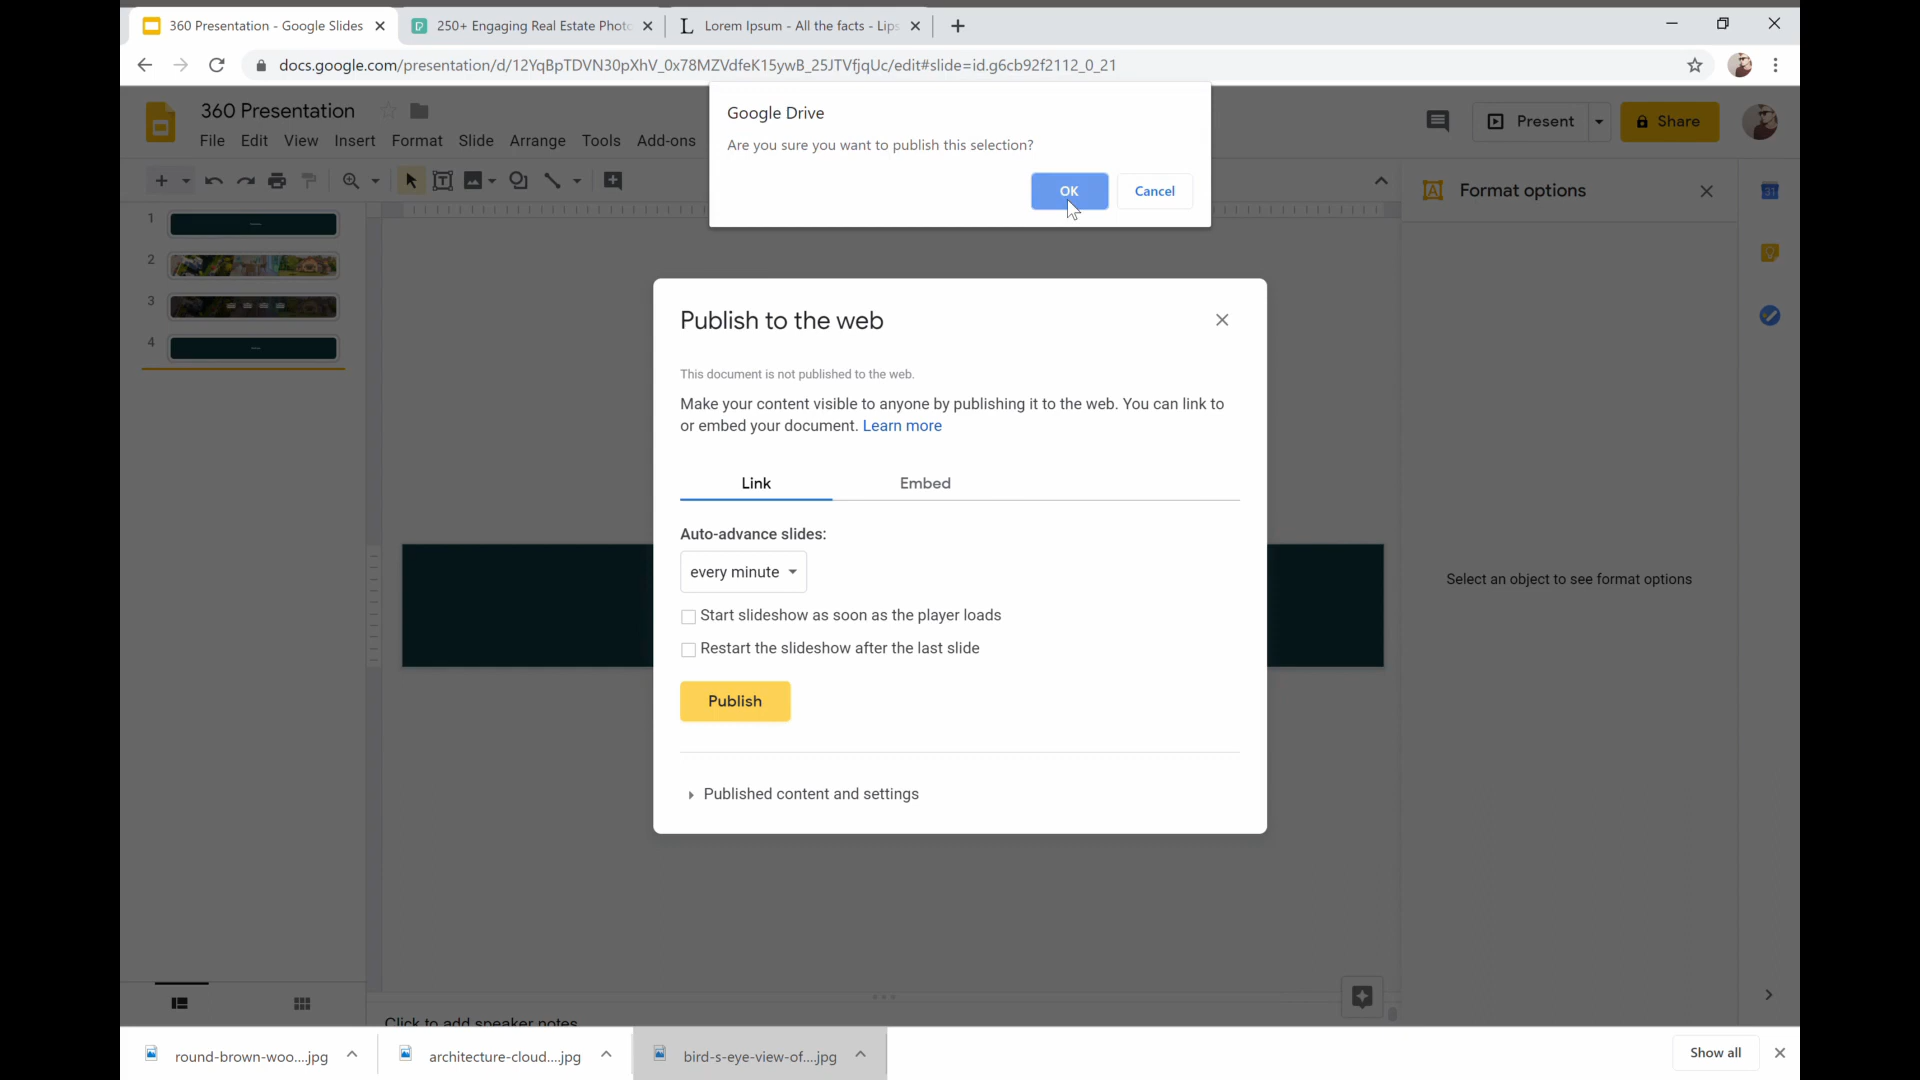 360 Presentation - Google Slides
250+ Engaging Real Estate Photo
Lorem Ipsum - All the facts - Lips
docs.google.com/presentation/d/12YqBpTDVN30pXhV_0x78MZVdfeK15ywB_25JTVfjqUc/edit#slide=id.g6cb92f2112_0_21
360 Presentation
File Edit View Insert Format Slide Arrange Tools Add-ons
Present
Share
Google Drive
Are you sure you want to publish this selection?
OK
Cancel
Format options
31
1
2
3
4
Publish to the web
This document is not published to the web.
Make your content visible to anyone by publishing it to the web. You can link to
or embed your document. Learn more
Link
Embed
Auto-advance slides:
every minute
Start slideshow as soon as the player loads
Restart the slideshow after the last slide
Publish
Published content and settings
Select an object to see format options
Click to add speaker notes
round-brown-woo....jpg
architecture-cloud....jpg
bird-s-eye-view-of....jpg
Show all